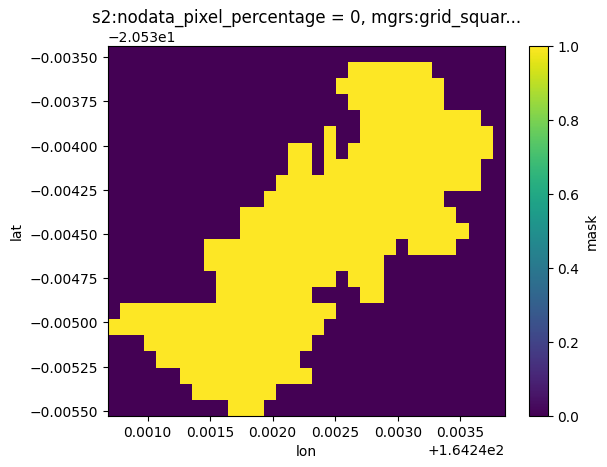 s2:nodata_pixel_percentage = 0, mgrs:grid_squar...
−2.053e1
−0.00350
−0.00375
−0.00400
−0.00425
−0.00450
−0.00475
−0.00500
−0.00525
−0.00550
lat
0.0010 0.0015 0.0020 0.0025 0.0030 0.0035
lon
+1.6424e2
1.0
0.8
0.6
0.4
0.2
0.0
mask